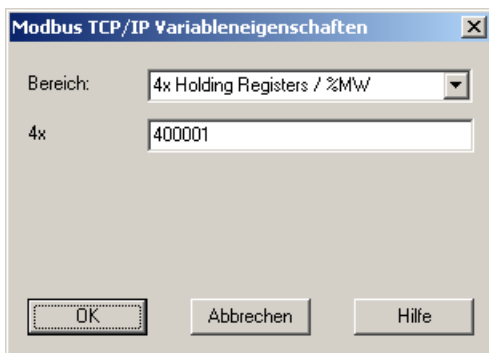 Modbus TCP/IP Variableneigenschaften
Bereich: 4x Holding Registers / %MW
4x 400001
OK Abbrechen Hilfe